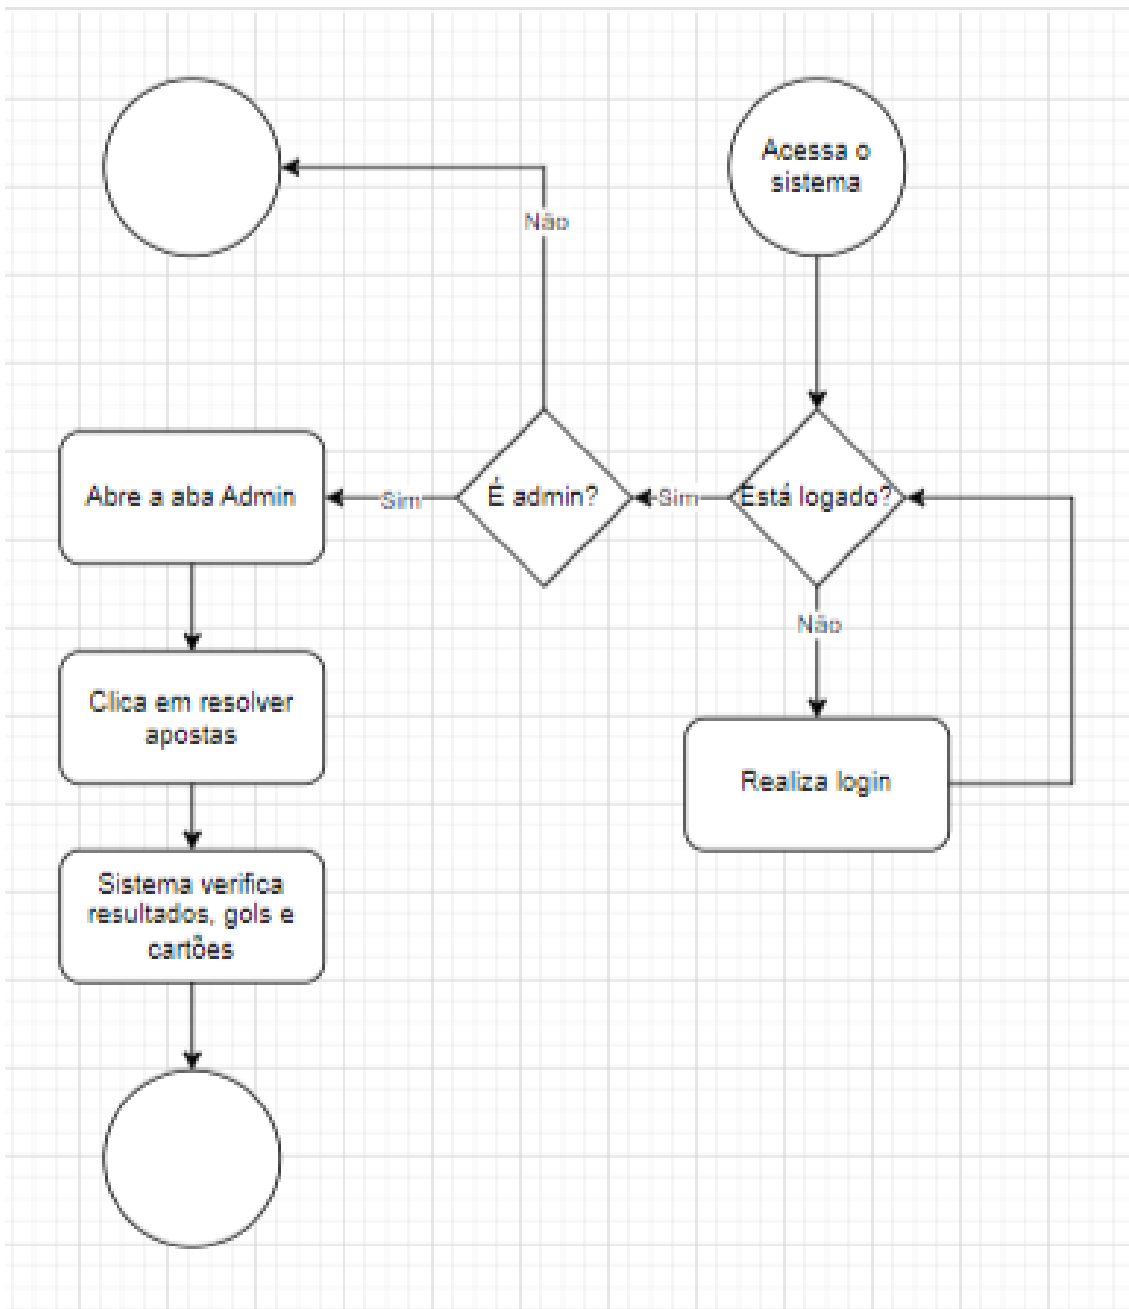 Acessa o
sistema
Não
Abre a aba Admin
Sim
É admin?
Sim
Está logado?
Não
Clica em resolver
apostas
Realiza login
Sistema verifica
resultados, gols e
cartões